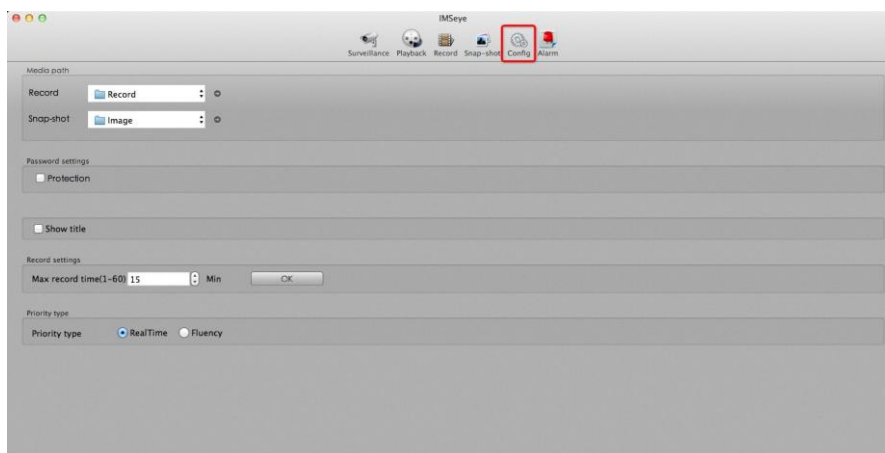 IMSeye
Surveillance Playback Record Snap-shot Config Alarm
Media path
Record Record
Snap-shot Image
Password settings
Protection
Show title
Record settings
Max record time(1-60) 15 Min OK
Priority type
Priority type RealTime Fluency